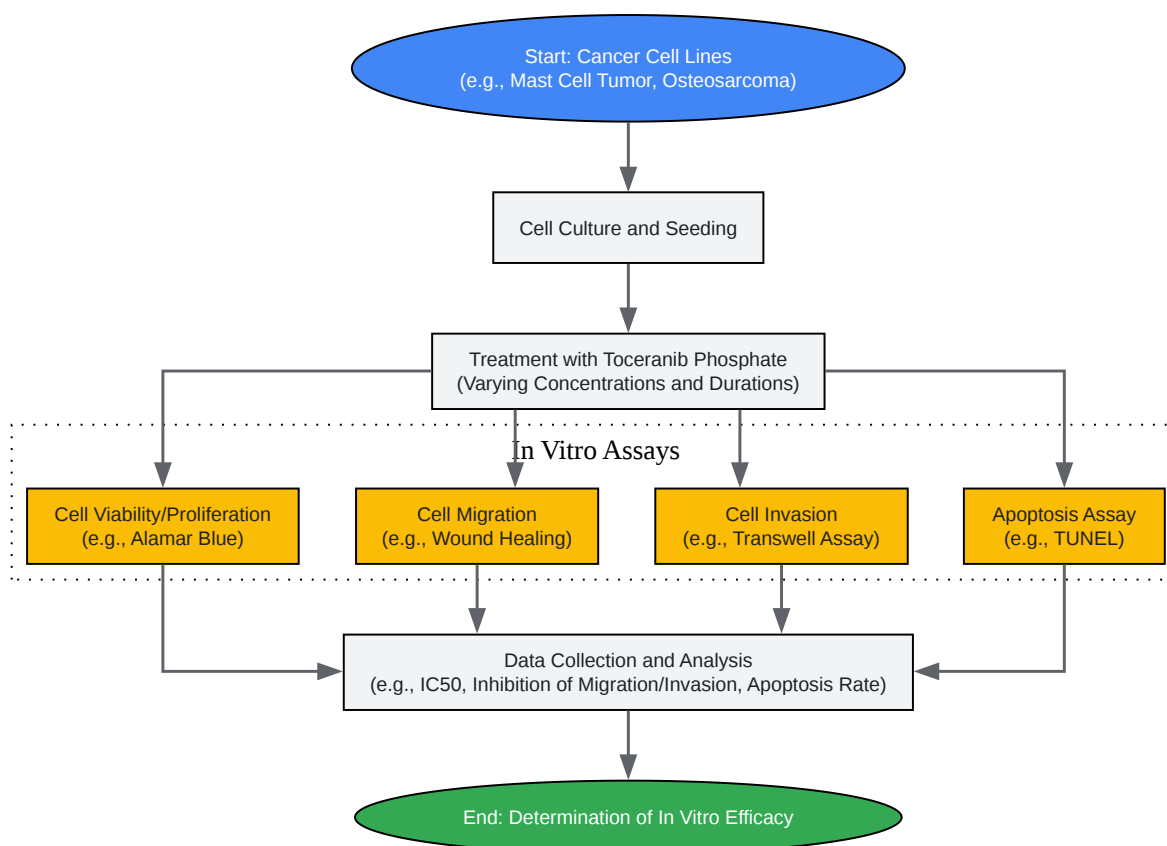 Start: Cancer Cell Lines
(e.g., Mast Cell Tumor, Osteosarcoma)
Cell Culture and Seeding
Treatment with Toceranib Phosphate
(Varying Concentrations and Durations)
In Vitro Assays
Cell Viability/Proliferation
(e.g., Alamar Blue)
Cell Migration
(e.g., Wound Healing)
Cell Invasion
(e.g., Transwell Assay)
Apoptosis Assay
(e.g., TUNEL)
Data Collection and Analysis
(e.g., IC50, Inhibition of Migration/Invasion, Apoptosis Rate)
End: Determination of In Vitro Efficacy